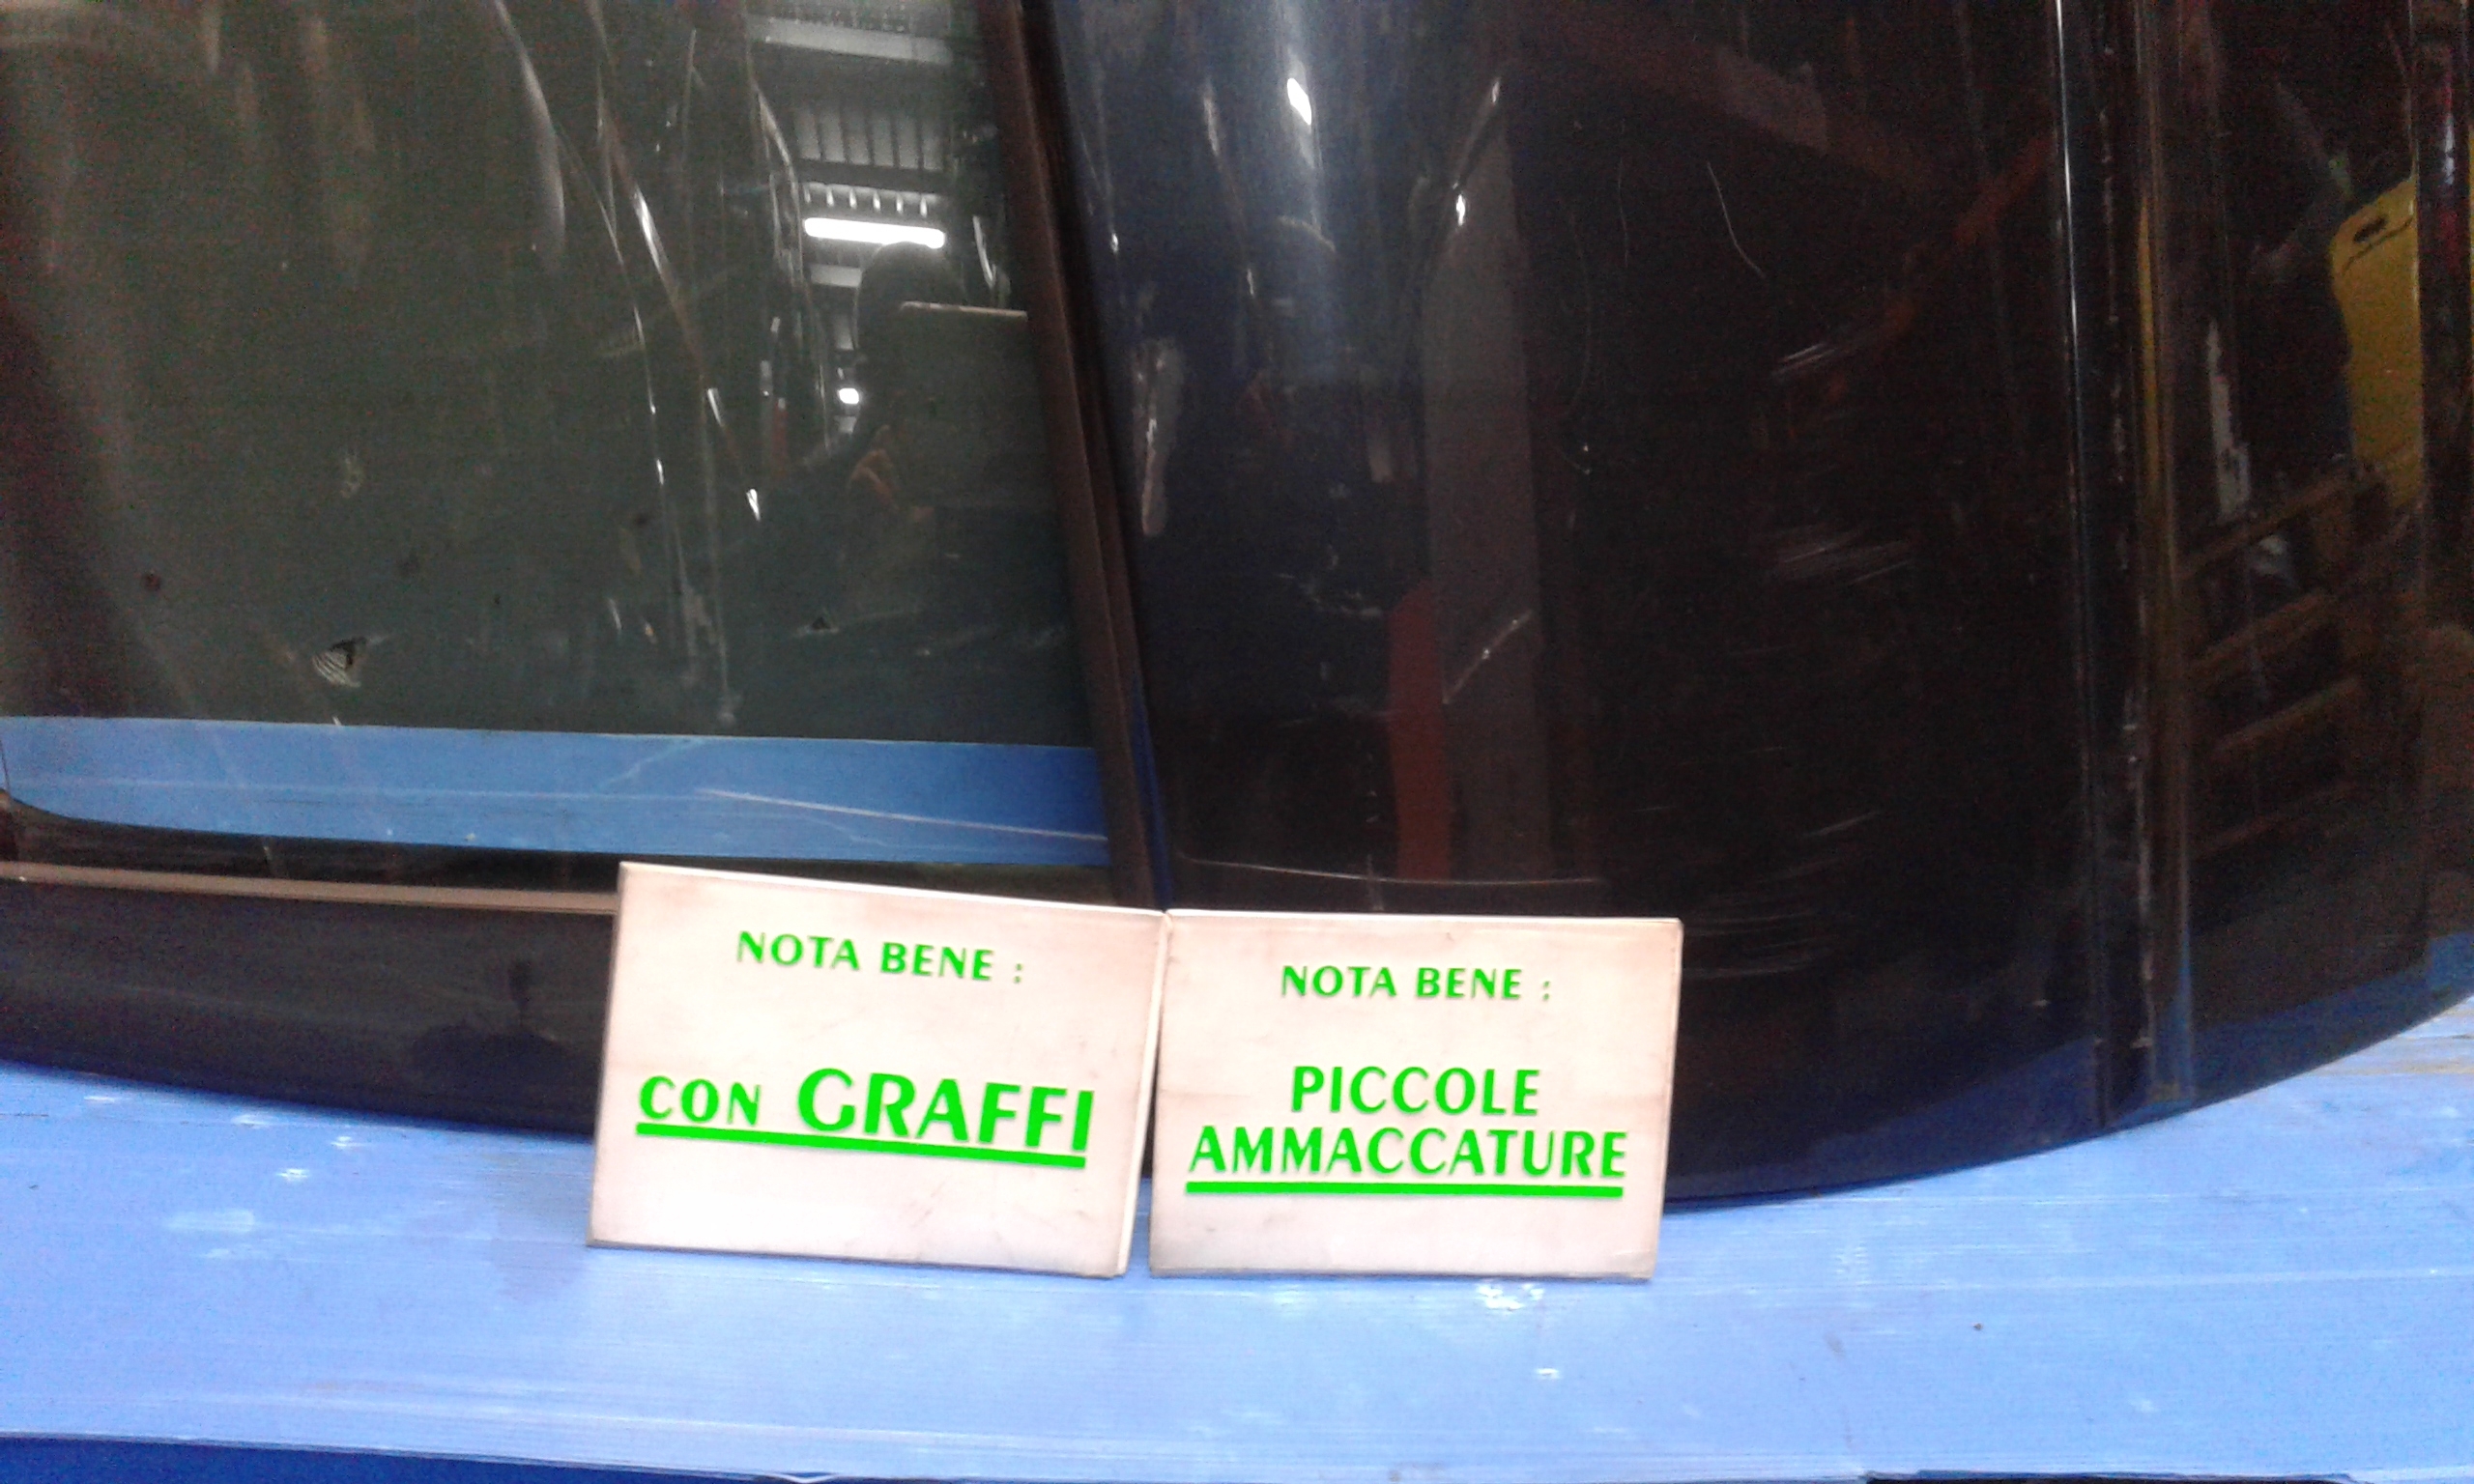 NOTA BENE :
CON GRAFFI
NOTA BENE :
PICCOLE
AMMACCATURE